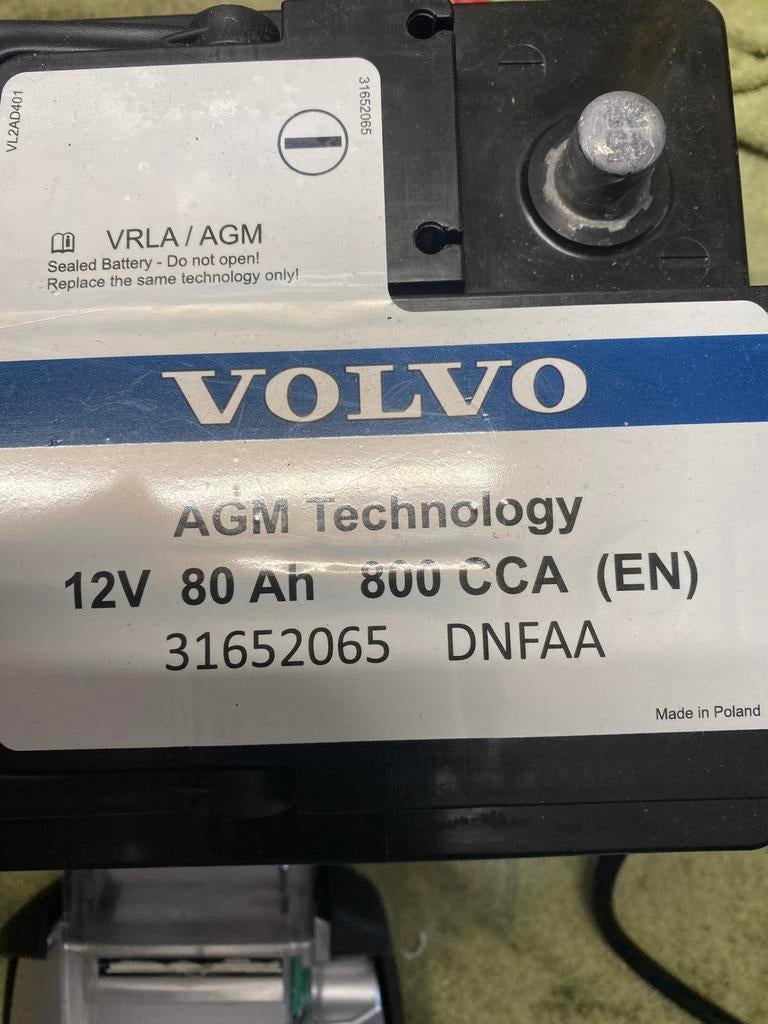 VL2AD401
31652065
VRLA / AGM
Sealed Battery - Do not open!
Replace the same technology only!
VOLVO
AGM Technology
12V 80 Ah 800 CCA (EN)
31652065 DNFAA
Made in Poland